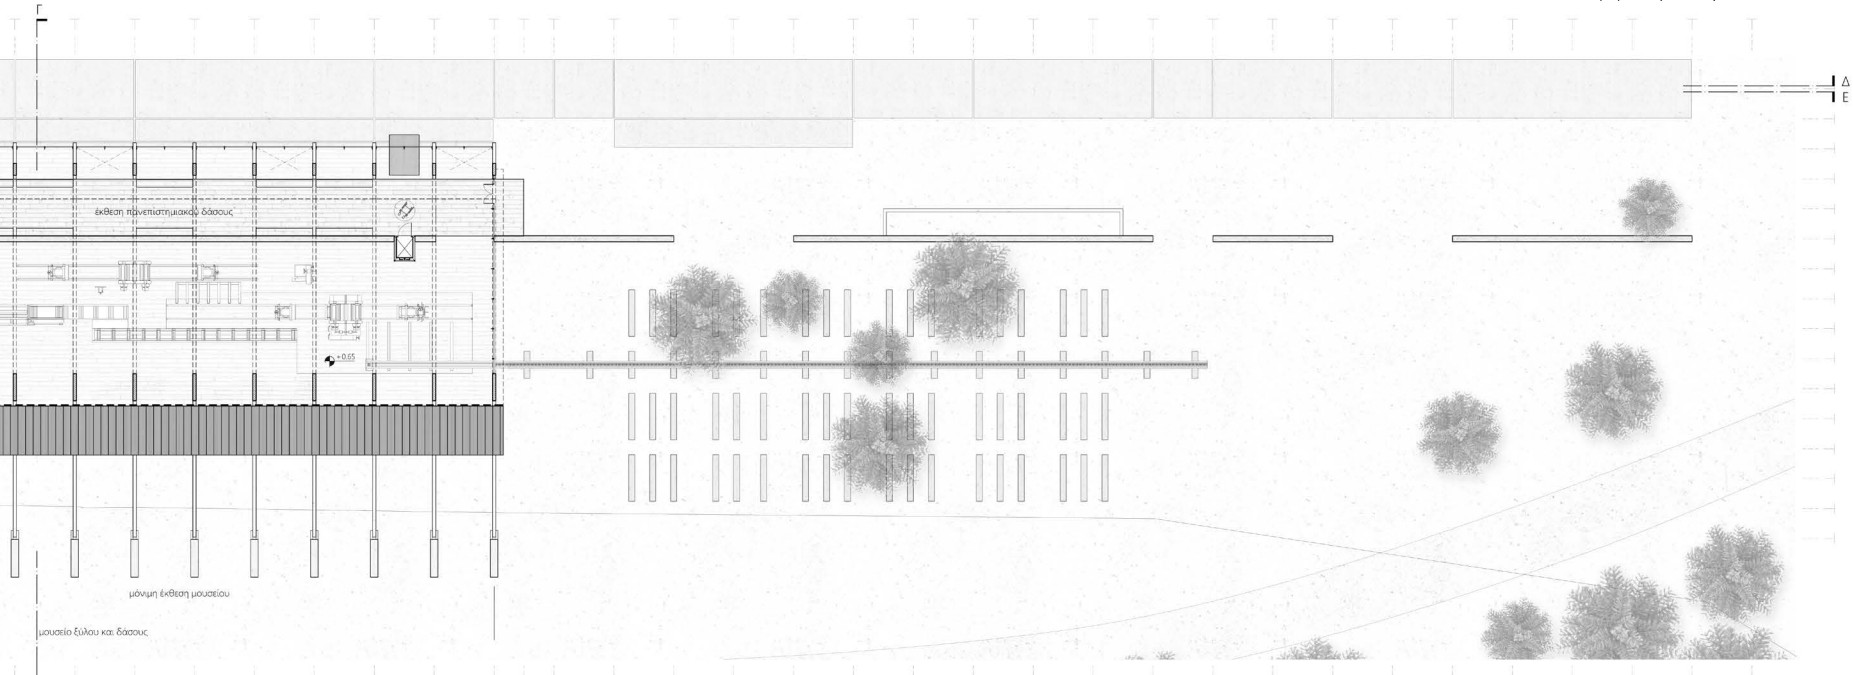 Γ
Δ
Ε
έκθεση πανεπιστημιακού δάσους
+0.65
μόνιμη έκθεση μουσείου
μουσείο ξύλου και δάσους